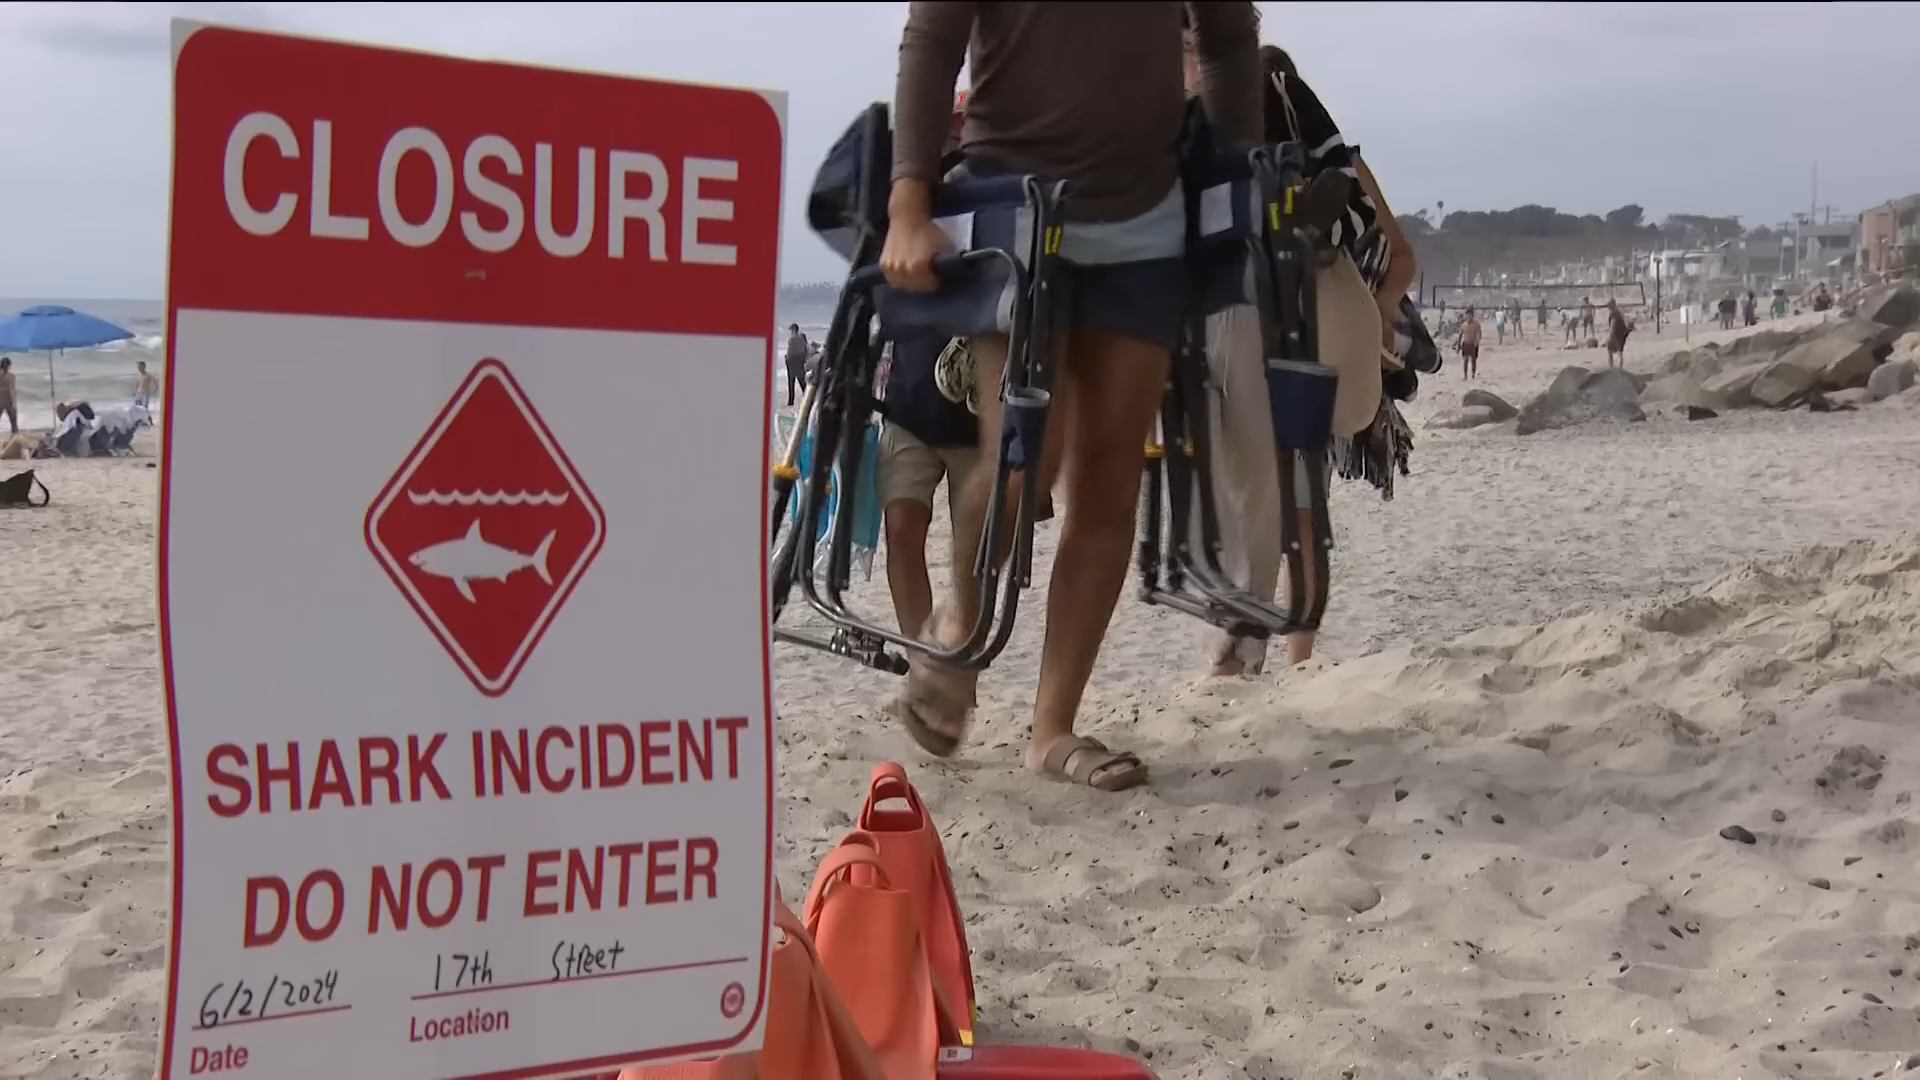 CLOSURE
SHARK INCIDENT
DO NOT ENTER
6/2/2024 17th Street
Date Location